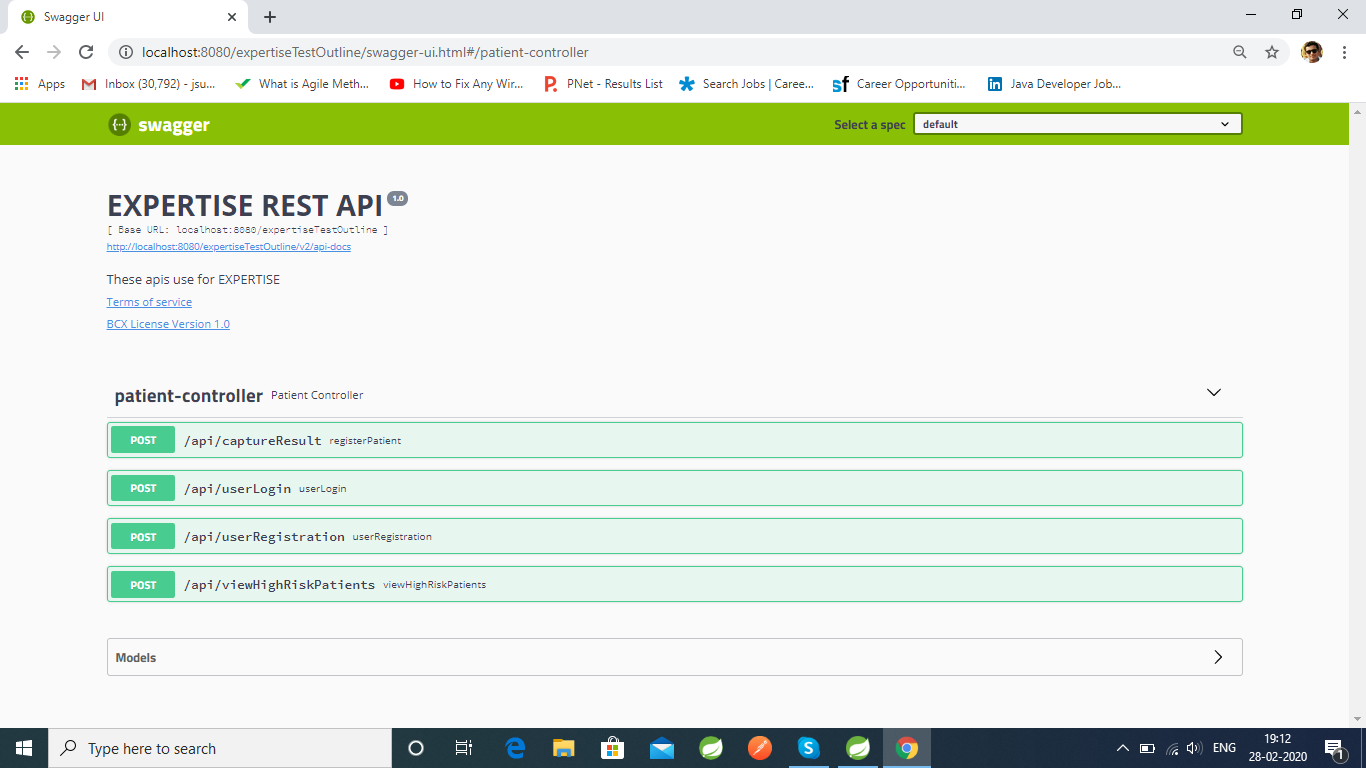 Swagger UI
localhost:8080/expertiseTestOutline/swagger-ui.html#/patient-controller
Apps Inbox (30,792) - jsu... What is Agile Meth... How to Fix Any Wir... PNet - Results List Search Jobs | Caree... Career Opportuniti... Java Developer Job...
swagger Select a spec default
EXPERTISE REST API 1.0
[ Base URL: localhost:8080/expertiseTestOutline ]
http://localhost:8080/expertiseTestOutline/v2/api-docs
These apis use for EXPERTISE
Terms of service
BCX License Version 1.0
patient-controller Patient Controller
POST /api/captureResult registerPatient
POST /api/userLogin userLogin
POST /api/userRegistration userRegistration
POST /api/viewHighRiskPatients viewHighRiskPatients
Models
Type here to search ENG 19:12
28-02-2020 1